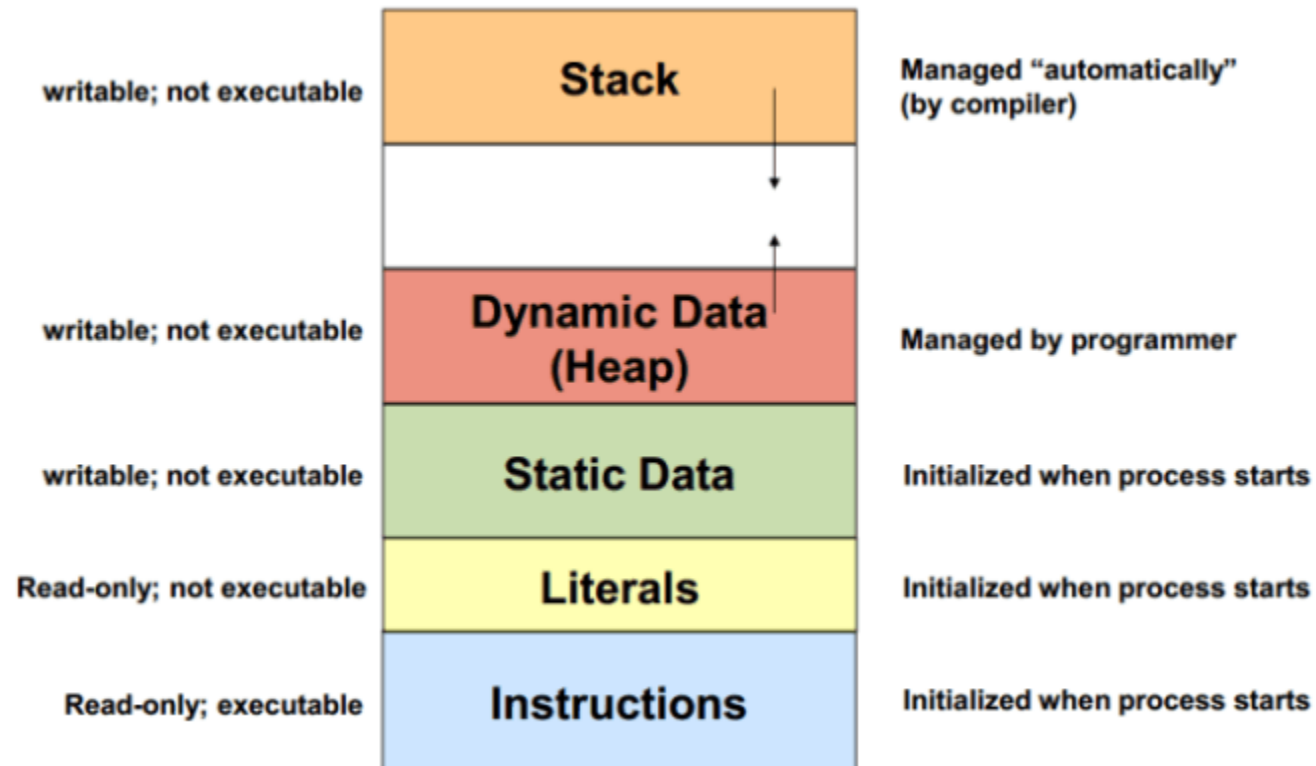 writable; not executable
Stack
Managed “automatically”
(by compiler)
writable; not executable
Dynamic Data
(Heap)
Managed by programmer
writable; not executable
Static Data
Initialized when process starts
Read-only; not executable
Literals
Initialized when process starts
Read-only; executable
Instructions
Initialized when process starts